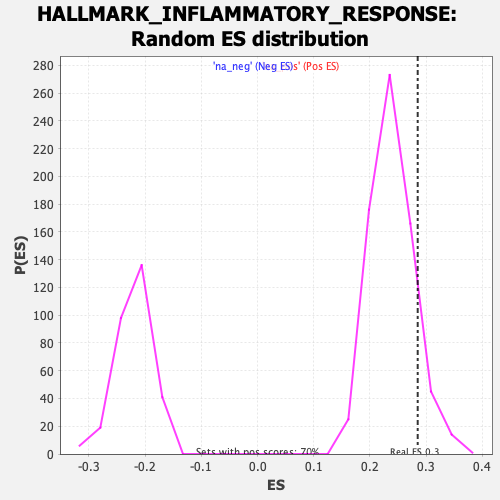 HALLMARK_INFLAMMATORY_RESPONSE:
Random ES distribution
'na_neg' (Neg ES)s' (Pos ES)
280
260
240
220
200
180
160
140
120
100
80
60
40
20
0
P(ES)
Sets with pos scores: 70%
Real ES 0.3
-0.3 -0.2 -0.1 0.0 0.1 0.2 0.3 0.4
ES